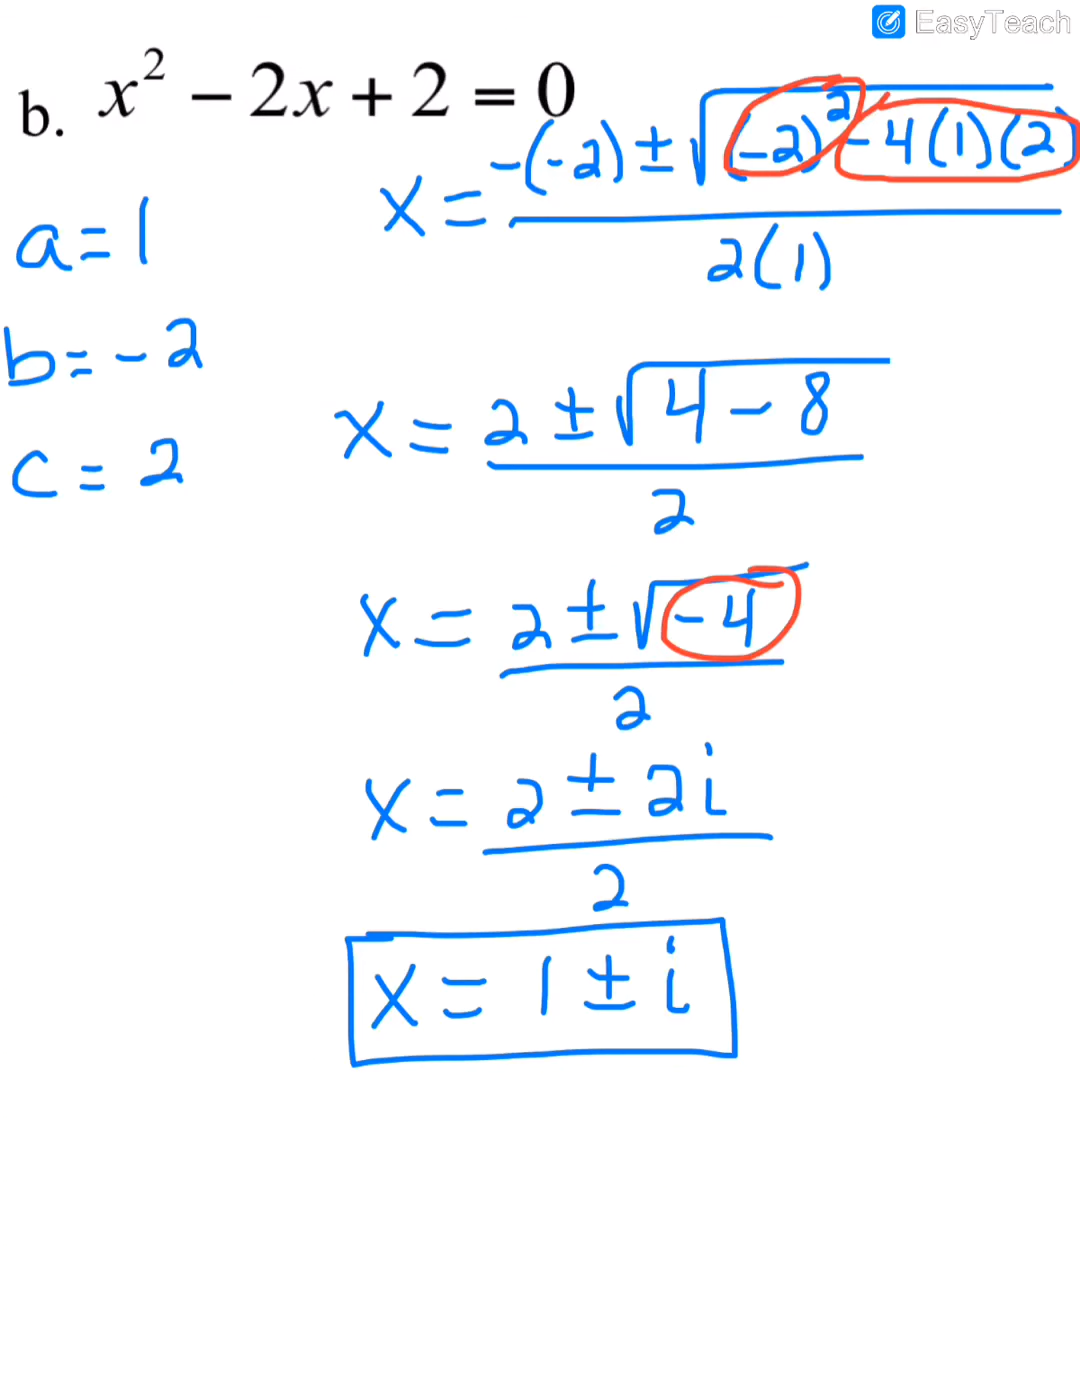 EasyTeach
b. x² − 2x + 2 = 0
x = (-(-2) ± √((-2)² - 4(1)(2))) / 2(1)
a = 1
b = -2
c = 2
x = (2 ± √(4 - 8)) / 2
x = (2 ± √(-4)) / 2
x = (2 ± 2i) / 2
x = 1 ± i